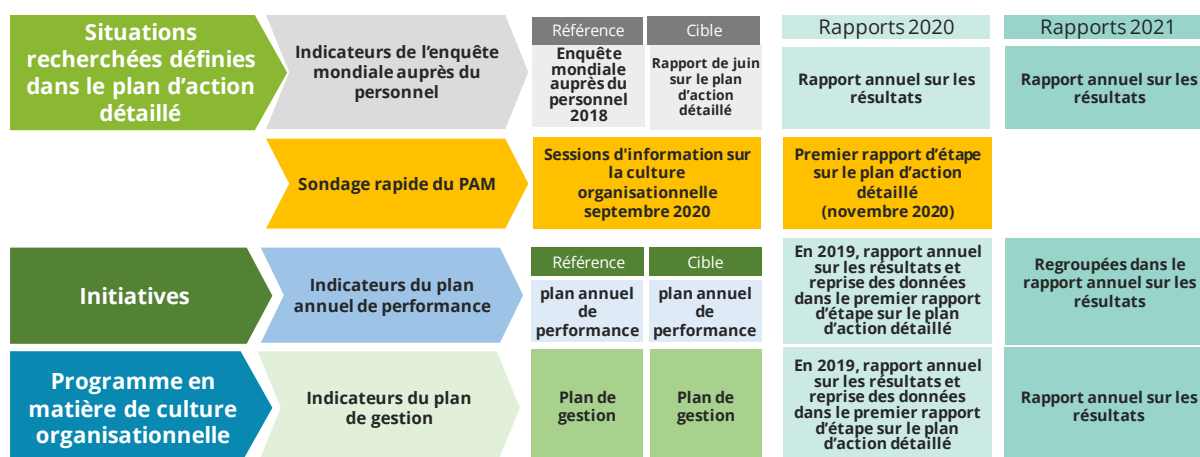 Situations
recherchées définies
dans le plan d’action
détaillé
Indicateurs de l’enquête
mondiale auprès du
personnel
Référence
Enquête
mondiale
auprès du
personnel
2018
Cible
Rapport de juin
sur le plan
d’action
détaillé
Rapports 2020
Rapport annuel sur les
résultats
Rapports 2021
Rapport annuel sur les
résultats
Sondage rapide du PAM
Sessions d'information sur
la culture
organisationnelle
septembre 2020
Premier rapport d’étape
sur le plan d’action
détaillé
(novembre 2020)
Initiatives
Indicateurs du plan
annuel de performance
Référence
plan annuel
de
performance
Cible
plan annuel
de
performance
En 2019, rapport annuel
sur les résultats et
reprise des données
dans le premier rapport
d’étape sur le plan
d’action détaillé
Regroupées dans le
rapport annuel sur les
résultats
Programme en
matière de culture
organisationnelle
Indicateurs du plan
de gestion
Plan de
gestion
Plan de
gestion
En 2019, rapport annuel
sur les résultats et
reprise des données
dans le premier rapport
d’étape sur le plan
d’action détaillé
Rapport annuel sur les
résultats